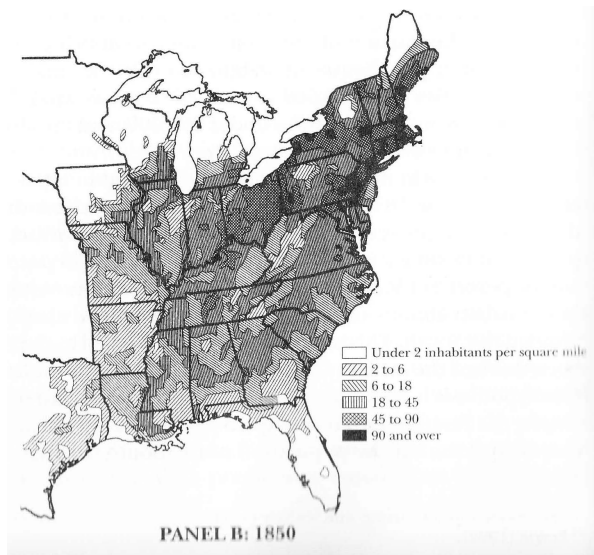 Under 2 inhabitants per square mile
2 to 6
6 to 18
18 to 45
45 to 90
90 and over
PANEL B: 1850